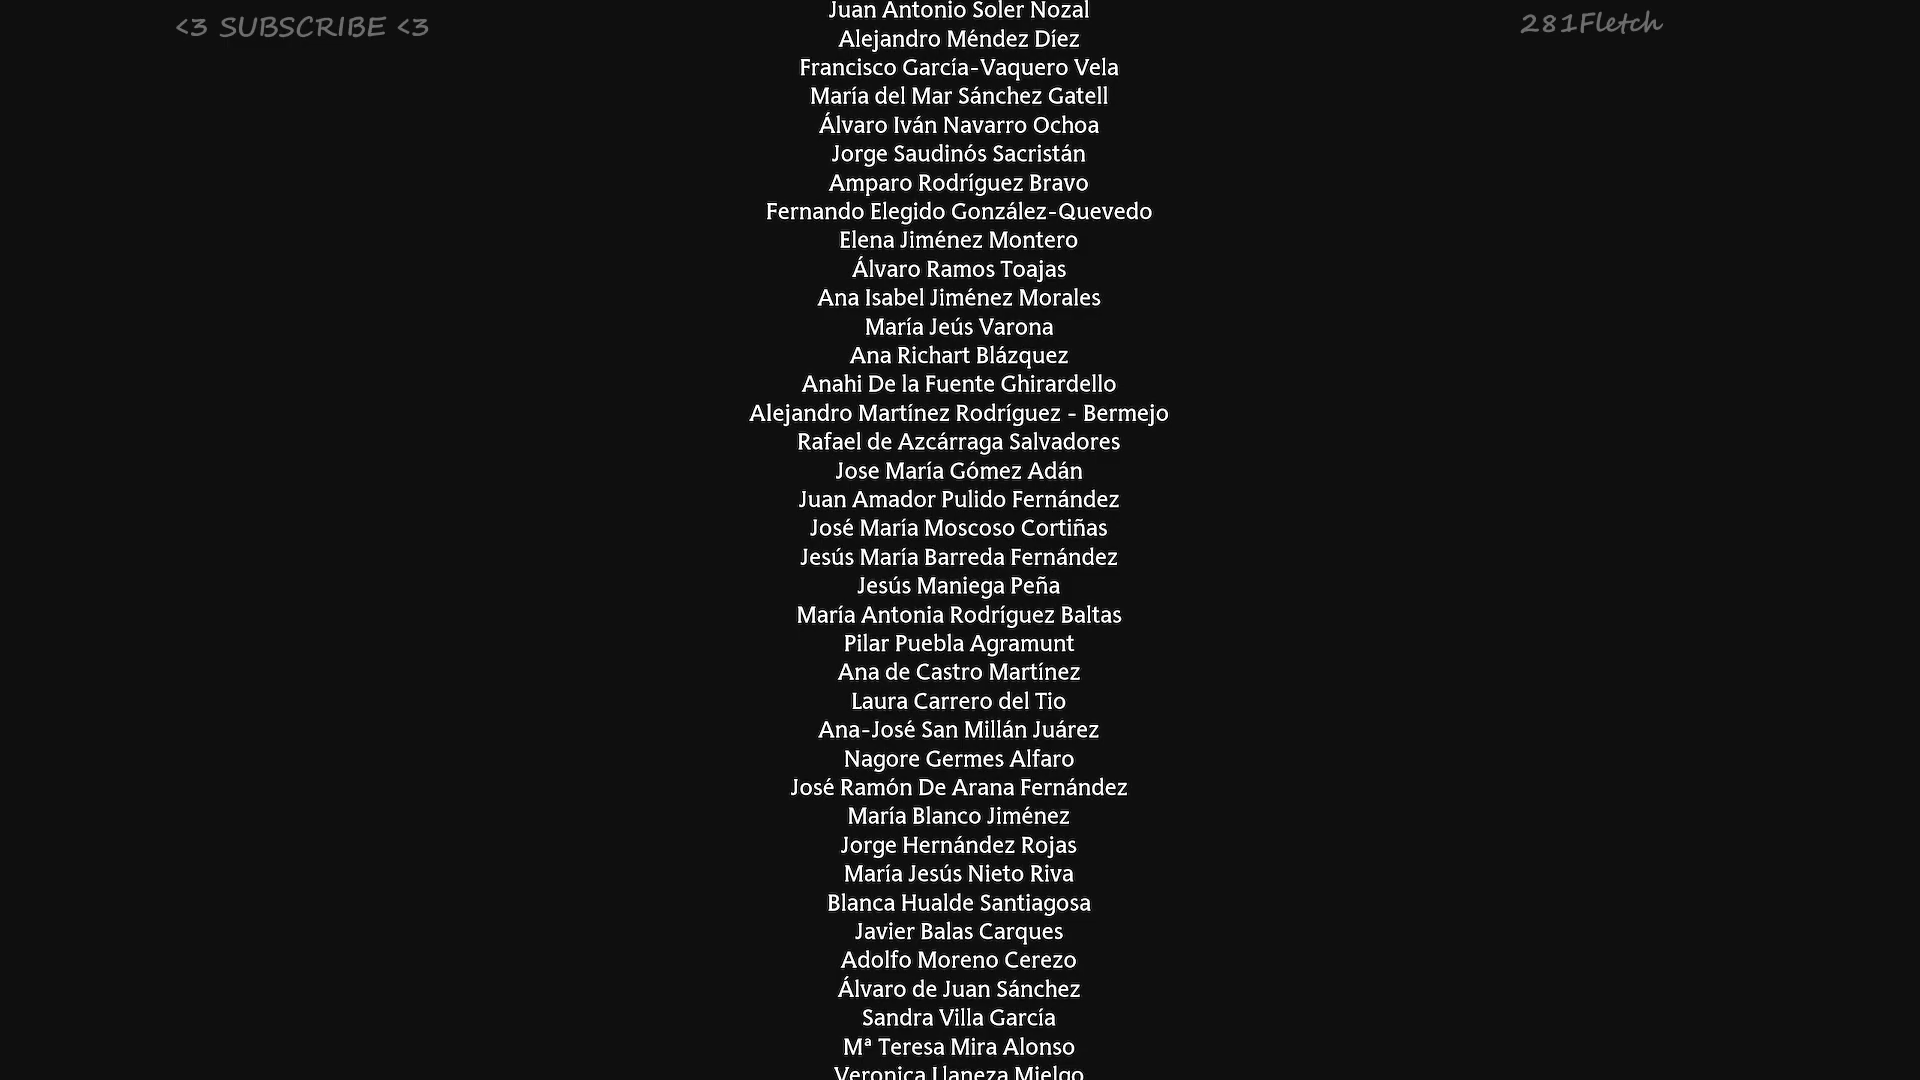 <3 SUBSCRIBE <3
281Fletch
Juan Antonio Soler Nozal
Alejandro Méndez Díez
Francisco García-Vaquero Vela
María del Mar Sánchez Gatell
Álvaro Iván Navarro Ochoa
Jorge Saudinós Sacristán
Amparo Rodríguez Bravo
Fernando Elegido González-Quevedo
Elena Jiménez Montero
Álvaro Ramos Toajas
Ana Isabel Jiménez Morales
María Jeús Varona
Ana Richart Blázquez
Anahi De la Fuente Ghirardello
Alejandro Martínez Rodríguez - Bermejo
Rafael de Azcárraga Salvadores
Jose María Gómez Adán
Juan Amador Pulido Fernández
José María Moscoso Cortiñas
Jesús María Barreda Fernández
Jesús Maniega Peña
María Antonia Rodríguez Baltas
Pilar Puebla Agramunt
Ana de Castro Martínez
Laura Carrero del Tio
Ana-José San Millán Juárez
Nagore Germes Alfaro
José Ramón De Arana Fernández
María Blanco Jiménez
Jorge Hernández Rojas
María Jesús Nieto Riva
Blanca Hualde Santiagosa
Javier Balas Carques
Adolfo Moreno Cerezo
Álvaro de Juan Sánchez
Sandra Villa García
Mª Teresa Mira Alonso
Veronica Llaneza Mielgo